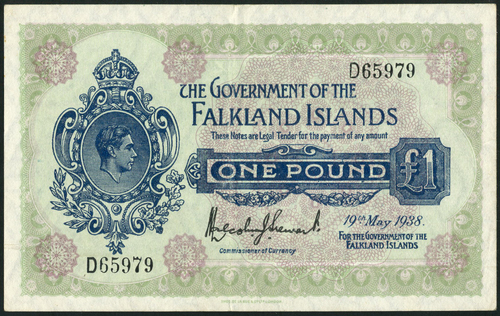 D65979
THE GOVERNMENT OF THE
FALKLAND ISLANDS
These Notes are Legal Tender for the payment of any amount
ONE POUND £1
19th May 1938.
Commissioner of Currency
FOR THE GOVERNMENT OF THE
FALKLAND ISLANDS
D65979